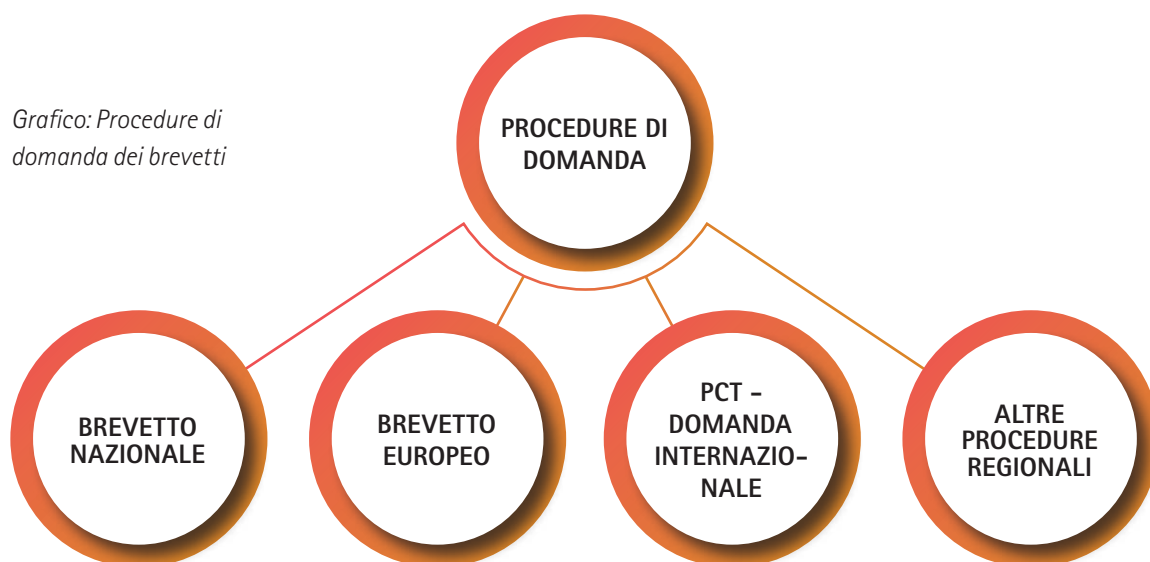 Grafico: Procedure di
domanda dei brevetti
PROCEDURE DI
DOMANDA
BREVETTO
NAZIONALE
BREVETTO
EUROPEO
PCT –
DOMANDA
INTERNAZIO-
NALE
ALTRE
PROCEDURE
REGIONALI